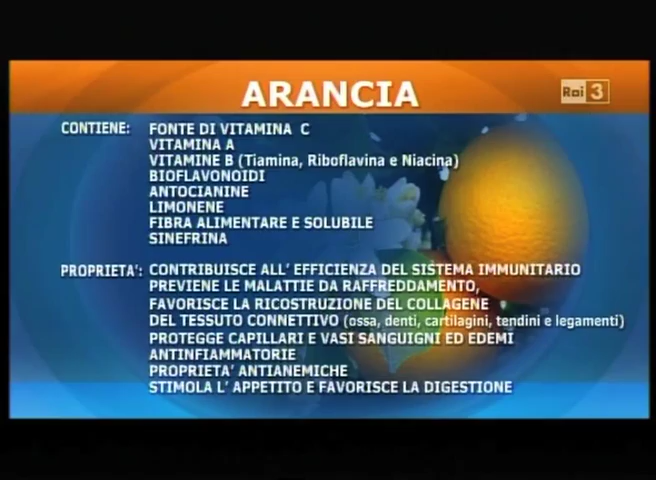 ARANCIA
Rai 3
CONTIENE: FONTE DI VITAMINA C
VITAMINA A
VITAMINE B (Tiamina, Riboflavina e Niacina)
BIOFLAVONOIDI
ANTOCIANINE
LIMONENE
FIBRA ALIMENTARE E SOLUBILE
SINEFRINA
PROPRIETA': CONTRIBUISCE ALL' EFFICIENZA DEL SISTEMA IMMUNITARIO
PREVIENE LE MALATTIE DA RAFFREDDAMENTO,
FAVORISCE LA RICOSTRUZIONE DEL COLLAGENE
DEL TESSUTO CONNETTIVO (ossa, denti, cartilagini, tendini e legamenti)
PROTEGGE CAPILLARI E VASI SANGUIGNI ED EDEMI
ANTINFIAMMATORIE
PROPRIETA' ANTIANEMICHE
STIMOLA L' APPETITO E FAVORISCE LA DIGESTIONE